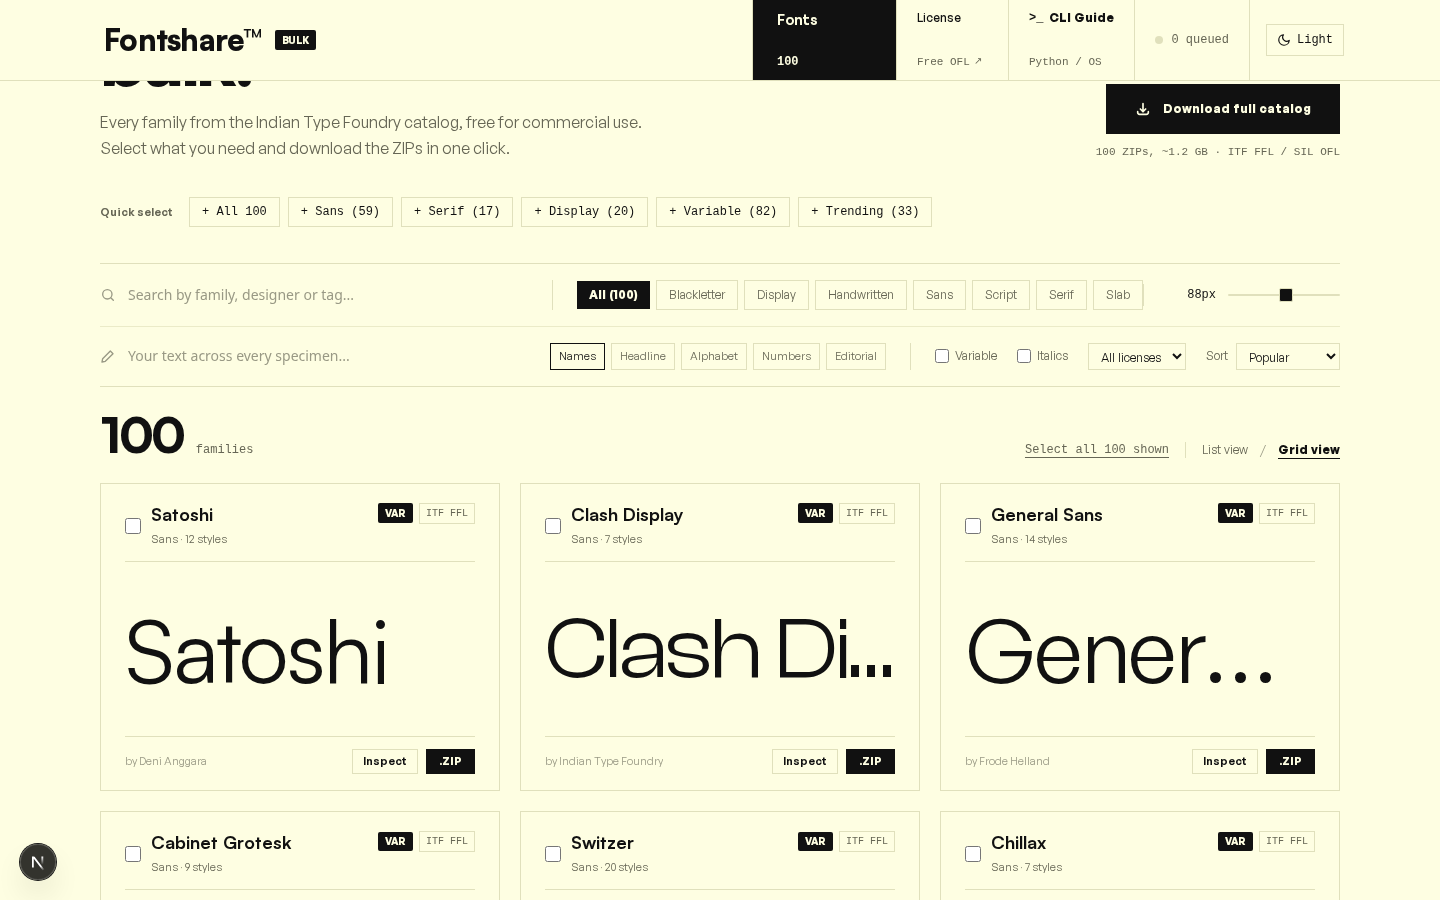 Fontshare™ BULK
Fonts
100
License
Free OFL ↗
>_ CLI Guide
Python / OS
0 queued
Light
bulk.
Every family from the Indian Type Foundry catalog, free for commercial use.
Select what you need and download the ZIPs in one click.
Download full catalog
100 ZIPs, ~1.2 GB · ITF FFL / SIL OFL
Quick select + All 100 + Sans (59) + Serif (17) + Display (20) + Variable (82) + Trending (33)
Search by family, designer or tag... All (100) Blackletter Display Handwritten Sans Script Serif Slab 88px
Your text across every specimen... Names Headline Alphabet Numbers Editorial Variable Italics All licenses Sort Popular
100 families Select all 100 shown List view / Grid view
Satoshi VAR ITF FFL
Sans · 12 styles
Satoshi
by Deni Anggara Inspect .ZIP
Clash Display VAR ITF FFL
Sans · 7 styles
Clash Di...
by Indian Type Foundry Inspect .ZIP
General Sans VAR ITF FFL
Sans · 14 styles
Gener...
by Frode Helland Inspect .ZIP
Cabinet Grotesk VAR ITF FFL
Sans · 9 styles
Switzer VAR ITF FFL
Sans · 20 styles
Chillax VAR ITF FFL
Sans · 7 styles
N